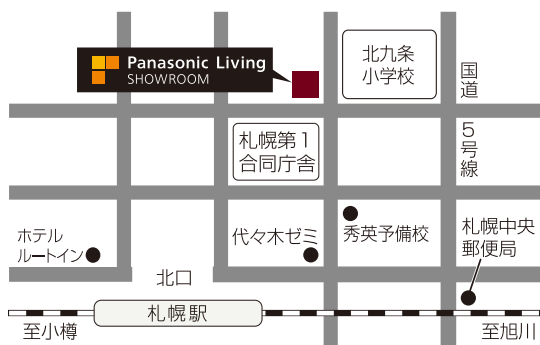 Panasonic Living
SHOWROOM
北九条
小学校
国道
5号線
札幌第1
合同庁舎
ホテル
ルートイン
代々木ゼミ
秀英予備校
札幌中央
郵便局
北口
札幌駅
至小樽
至旭川